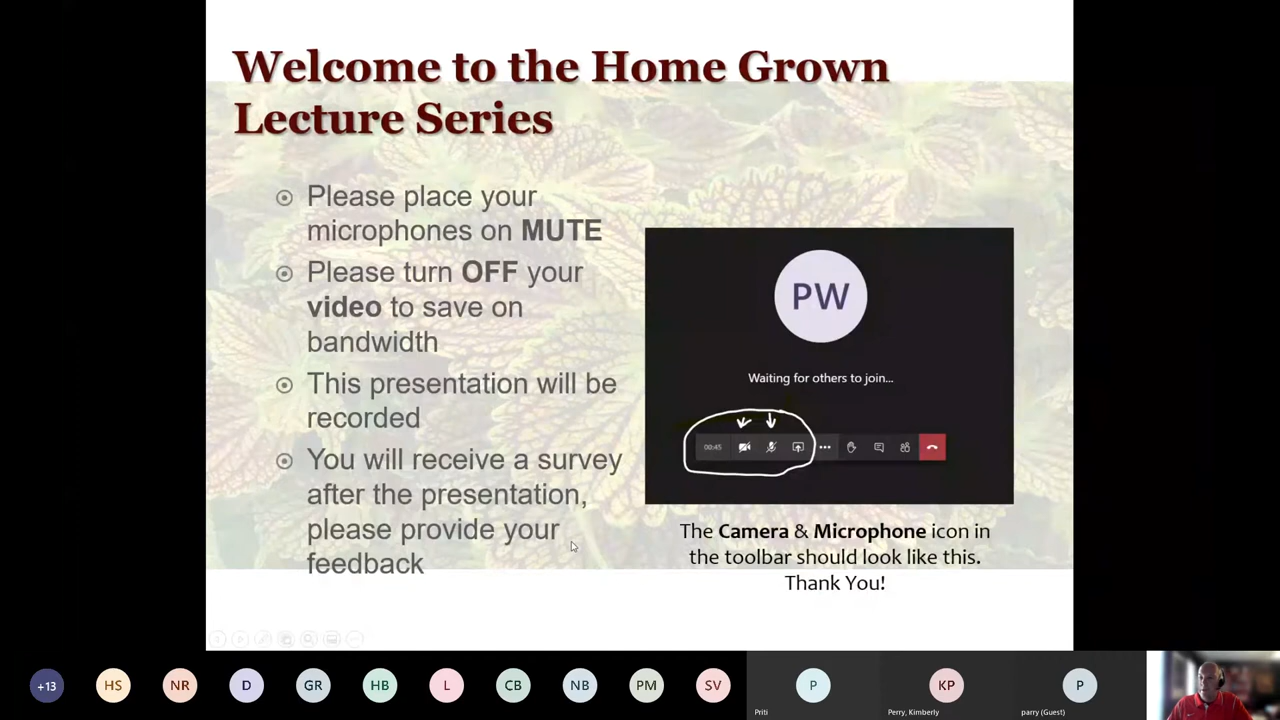 Welcome to the Home Grown
Lecture Series
Please place your
microphones on MUTE
Please turn OFF your
video to save on
bandwidth
This presentation will be
recorded
You will receive a survey
after the presentation,
please provide your
feedback
PW
Waiting for others to join...
00:45
The Camera & Microphone icon in
the toolbar should look like this.
Thank You!
+13
HS
NR
D
GR
HB
L
CB
NB
PM
SV
P
KP
P
Priti
Perry, Kimberly
parry (Guest)